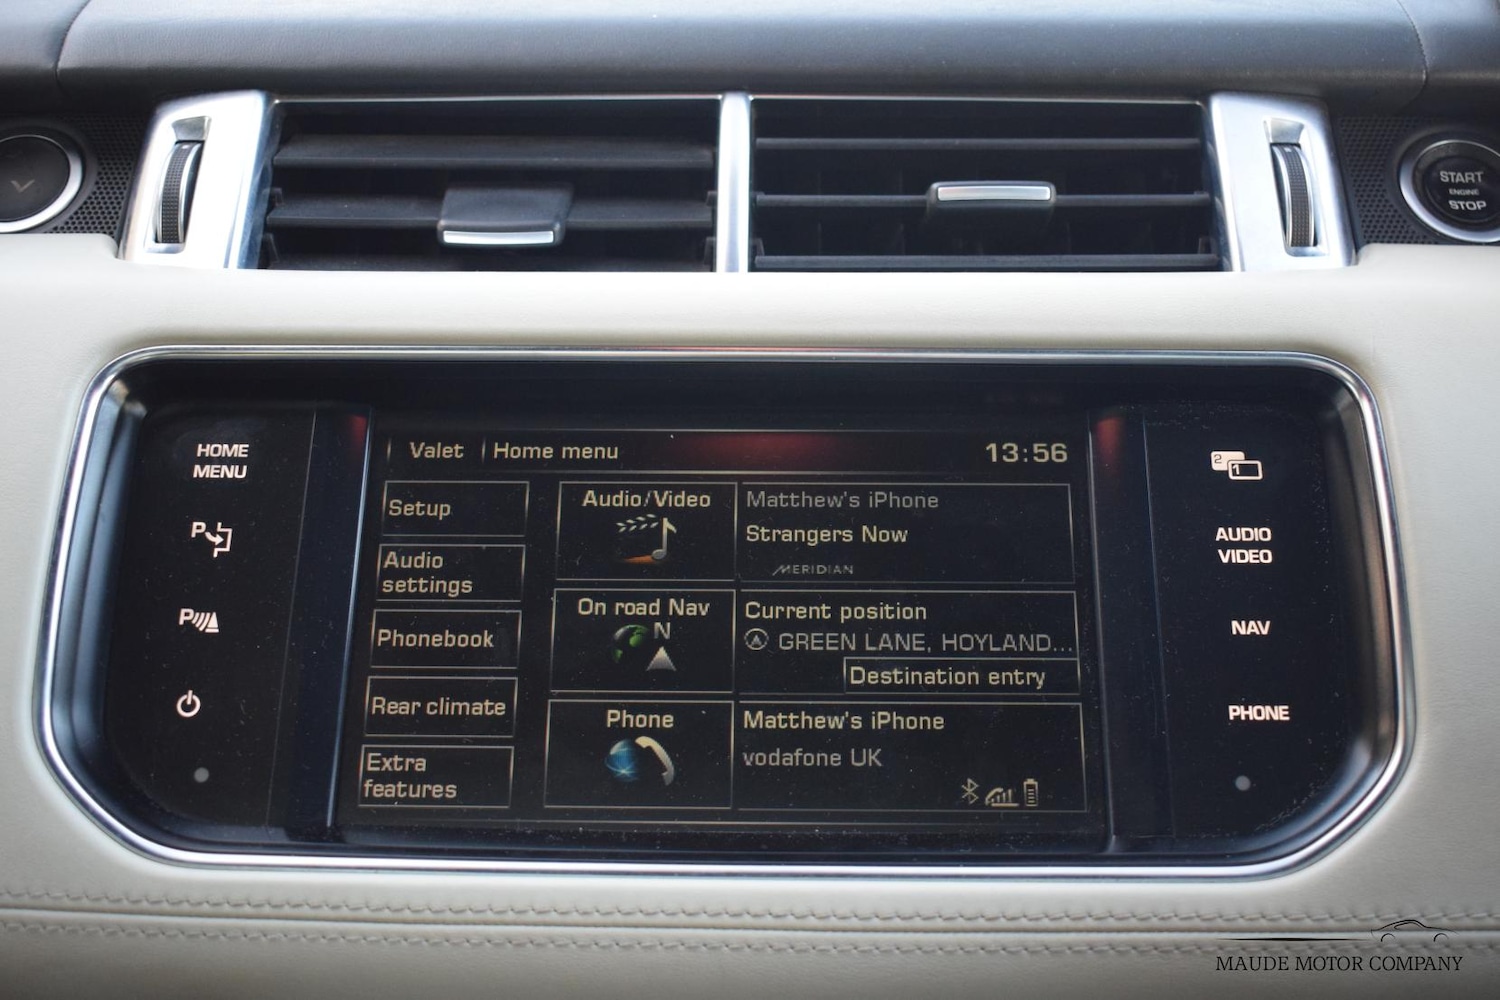 START
ENGINE
STOP
HOME
MENU
P
P
Valet
Home menu
13:56
Setup
Audio
settings
Phonebook
Rear climate
Extra
features
Audio/Video
Matthew's iPhone
Strangers Now
MERIDIAN
On road Nav
N
Current position
GREEN LANE, HOYLAND...
Destination entry
Phone
Matthew's iPhone
vodafone UK
2
1
AUDIO
VIDEO
NAV
PHONE
MAUDE MOTOR COMPANY